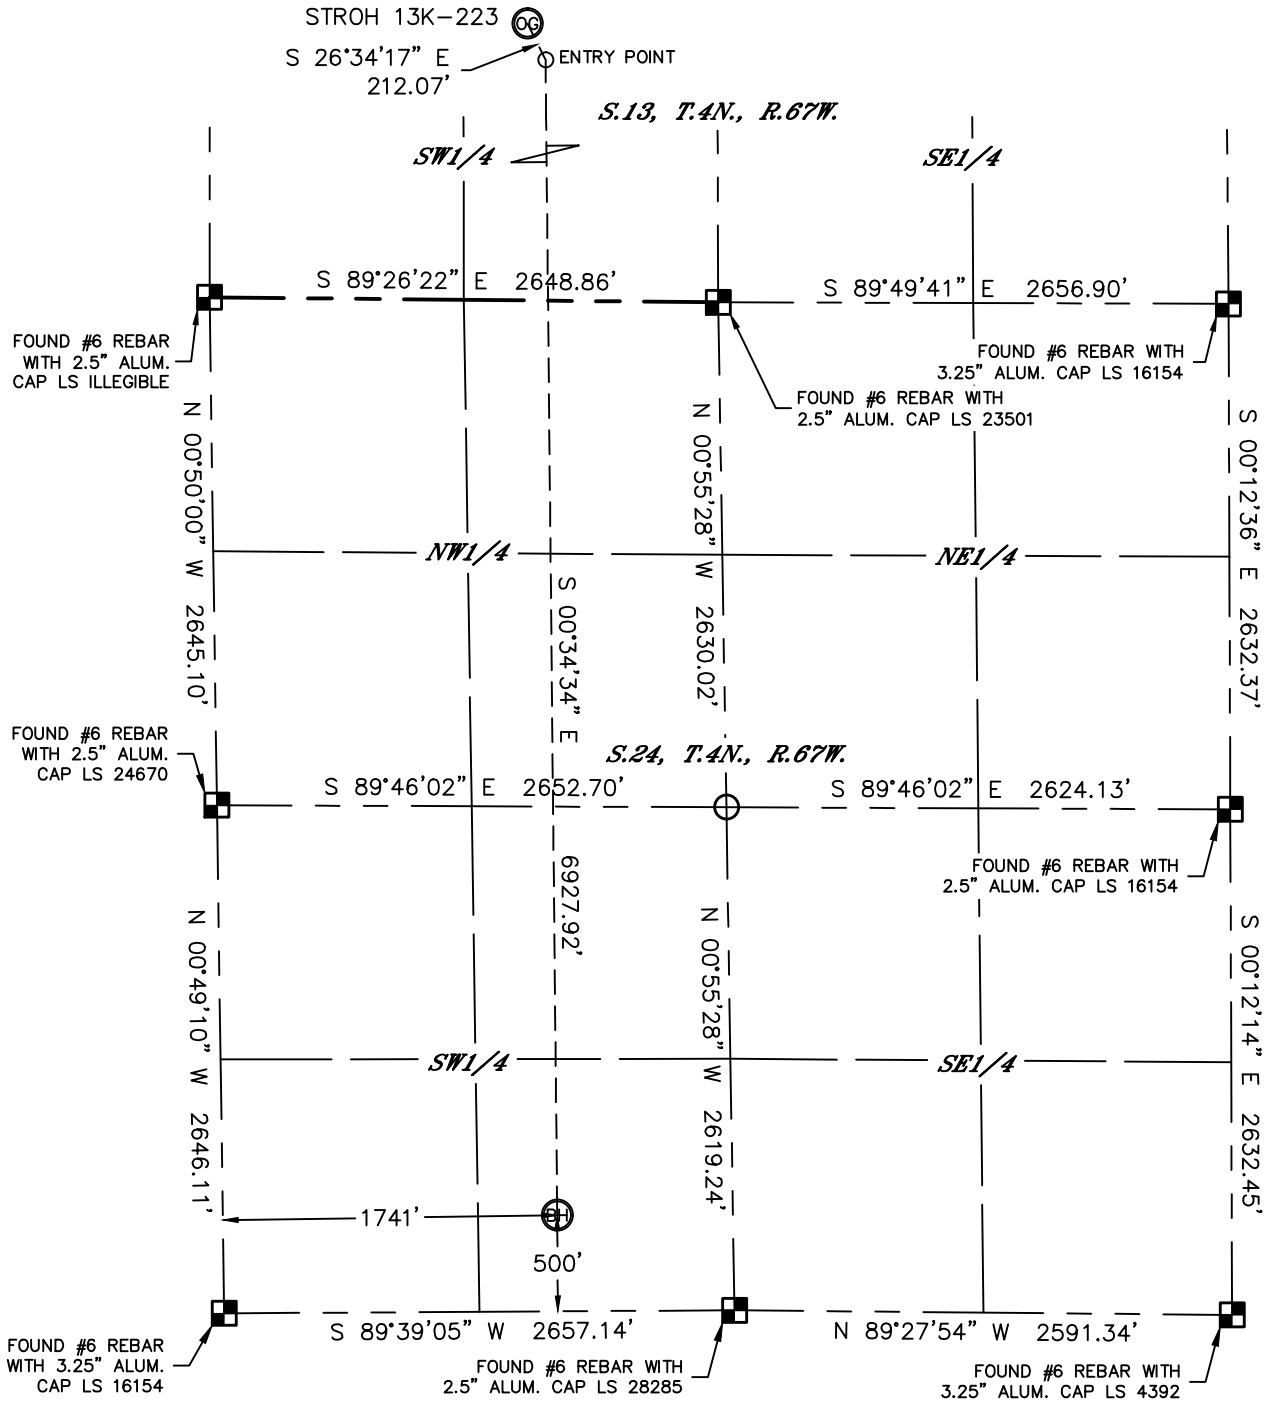 STROH 13K-223
OG
S 26°34'17" E
212.07'
ENTRY POINT
S.13, T.4N., R.67W.
SW1/4
SE1/4
S 89°26'22" E 2648.86'
S 89°49'41" E 2656.90'
FOUND #6 REBAR
WITH 2.5" ALUM.
CAP LS ILLEGIBLE
FOUND #6 REBAR WITH
3.25" ALUM. CAP LS 16154
FOUND #6 REBAR WITH
2.5" ALUM. CAP LS 23501
N 00°50'00" W 2645.10'
N 00°55'28" W 2630.02'
S 00°12'36" E 2632.37'
NW1/4
NE1/4
S 00°34'34" E 6927.92'
FOUND #6 REBAR
WITH 2.5" ALUM.
CAP LS 24670
S.24, T.4N., R.67W.
S 89°46'02" E 2652.70'
S 89°46'02" E 2624.13'
FOUND #6 REBAR WITH
2.5" ALUM. CAP LS 16154
N 00°49'10" W 2646.11'
N 00°55'28" W 2619.24'
S 00°12'14" E 2632.45'
SW1/4
SE1/4
1741'
BH
500'
S 89°39'05" W 2657.14'
N 89°27'54" W 2591.34'
FOUND #6 REBAR
WITH 3.25" ALUM.
CAP LS 16154
FOUND #6 REBAR WITH
2.5" ALUM. CAP LS 28285
FOUND #6 REBAR WITH
3.25" ALUM. CAP LS 4392